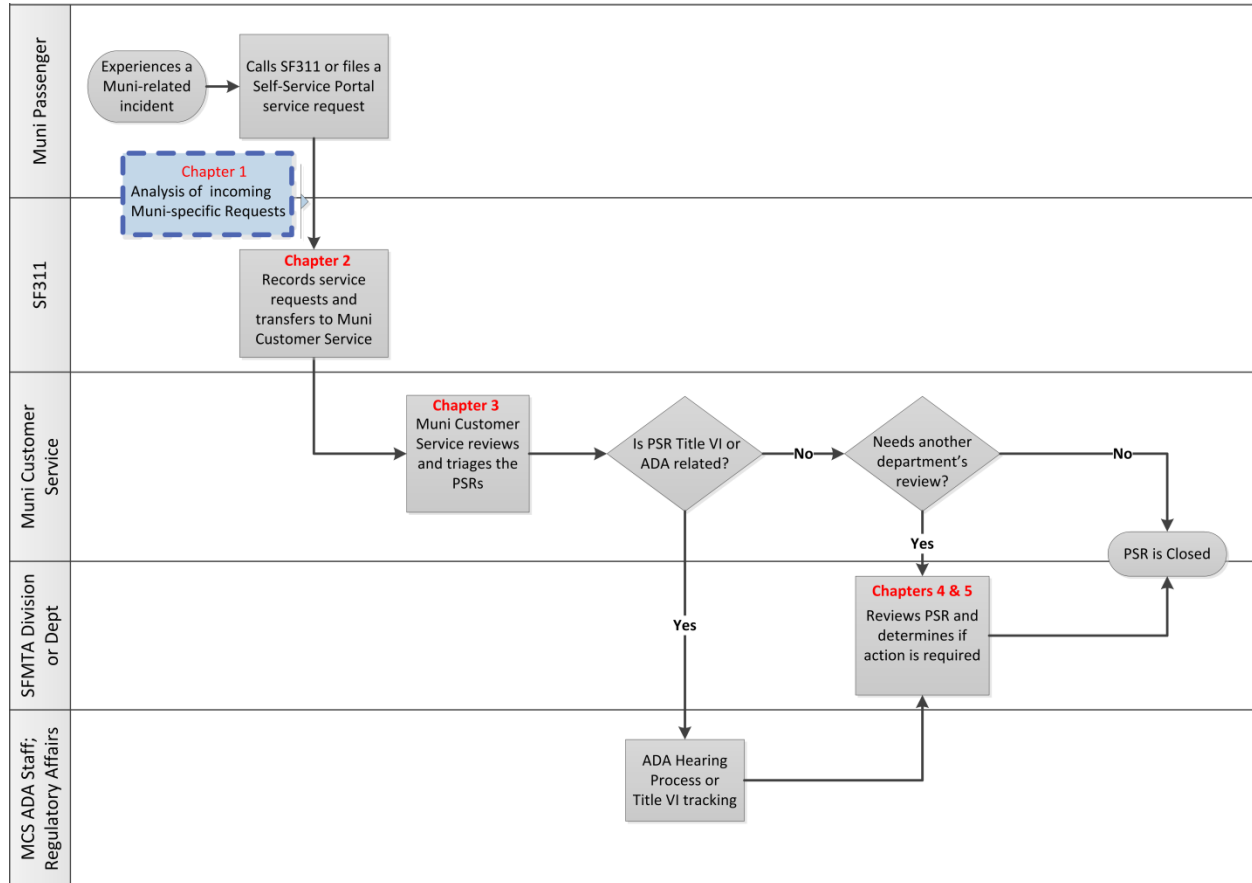 Muni Passenger
Experiences a
Muni-related
incident
Calls SF311 or files a
Self-Service Portal
service request
Chapter 1
Analysis of incoming
Muni-specific Requests
SF311
Chapter 2
Records service
requests and
transfers to Muni
Customer Service
Muni Customer
Service
Chapter 3
Muni Customer
Service reviews
and triages the
PSRs
Is PSR Title VI or
ADA related?
No
Needs another
department's
review?
No
Yes
PSR is Closed
SFMTA Division
or Dept
Yes
Chapters 4 & 5
Reviews PSR and
determines if
action is required
MCS ADA Staff;
Regulatory Affairs
ADA Hearing
Process or
Title VI tracking